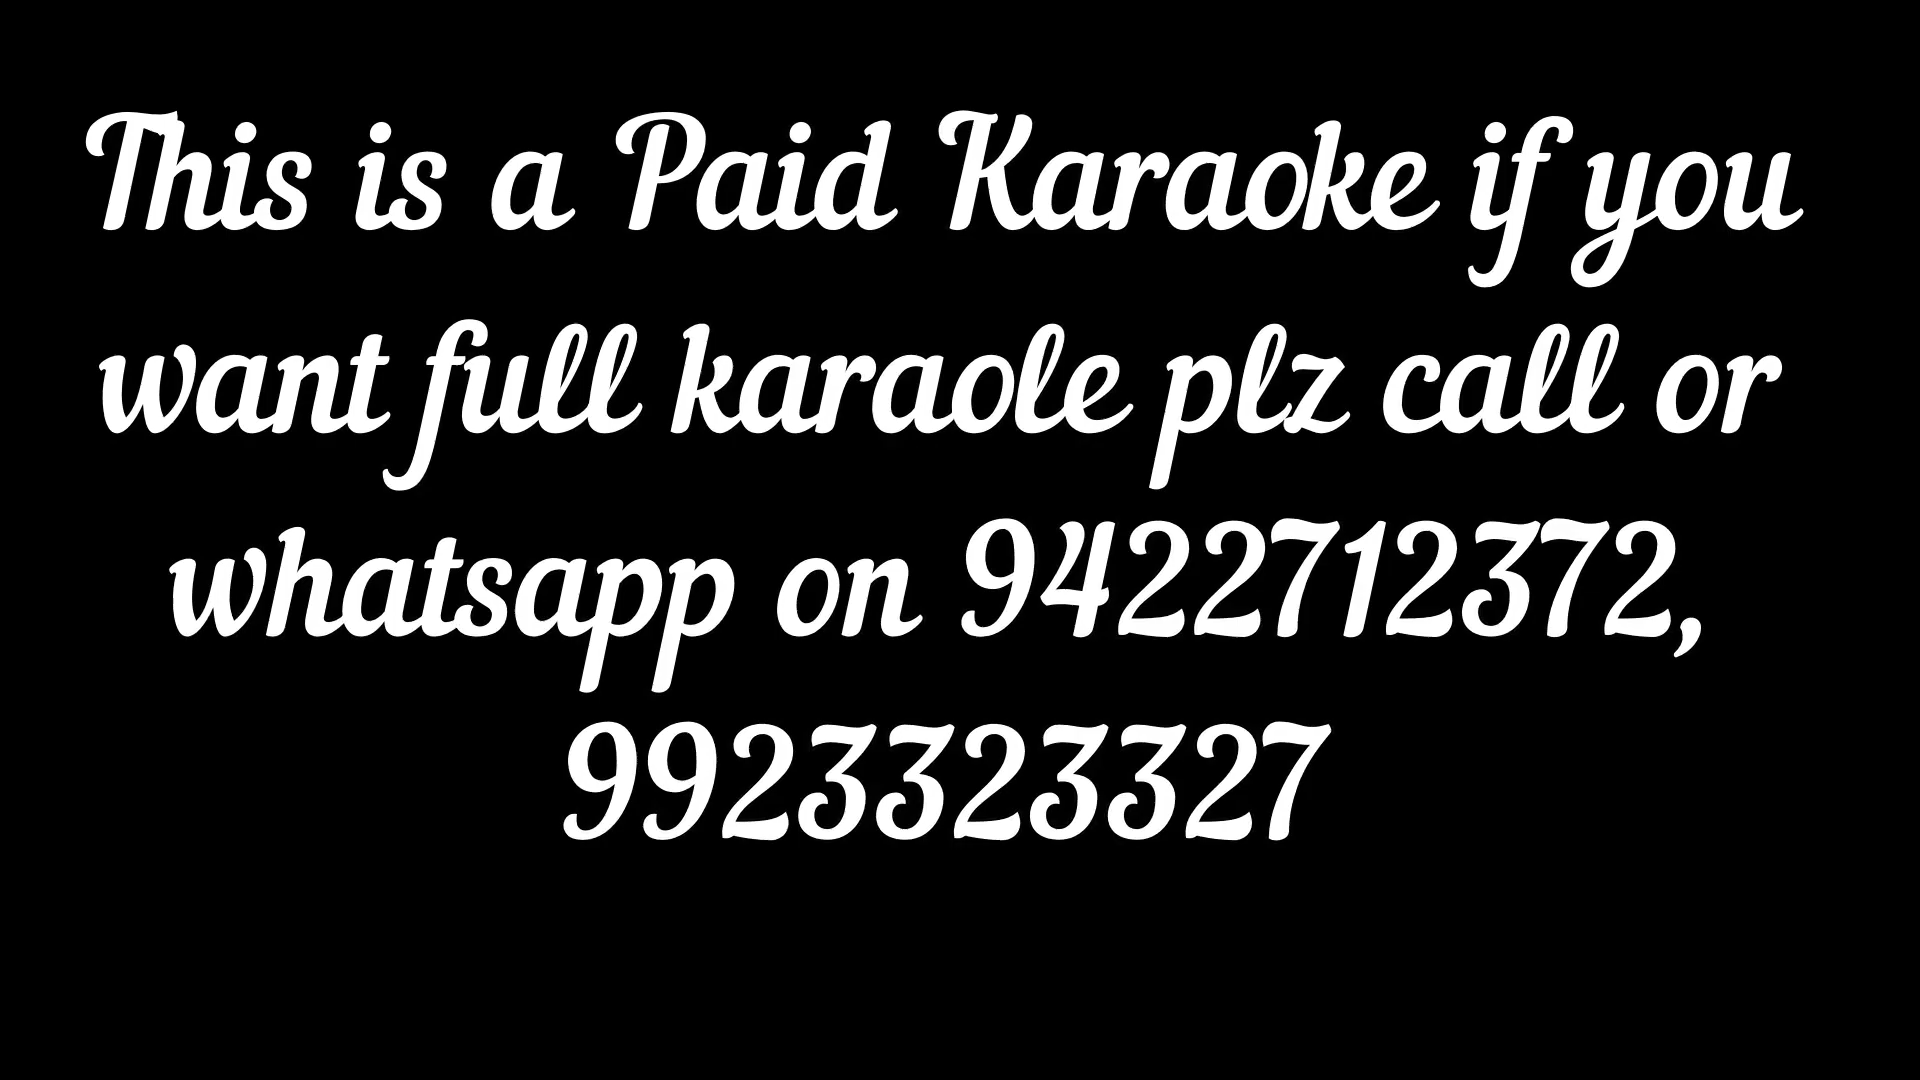 This is a Paid Karaoke if you
want full karaole plz call or
whatsapp on 9422712372,
9923323327